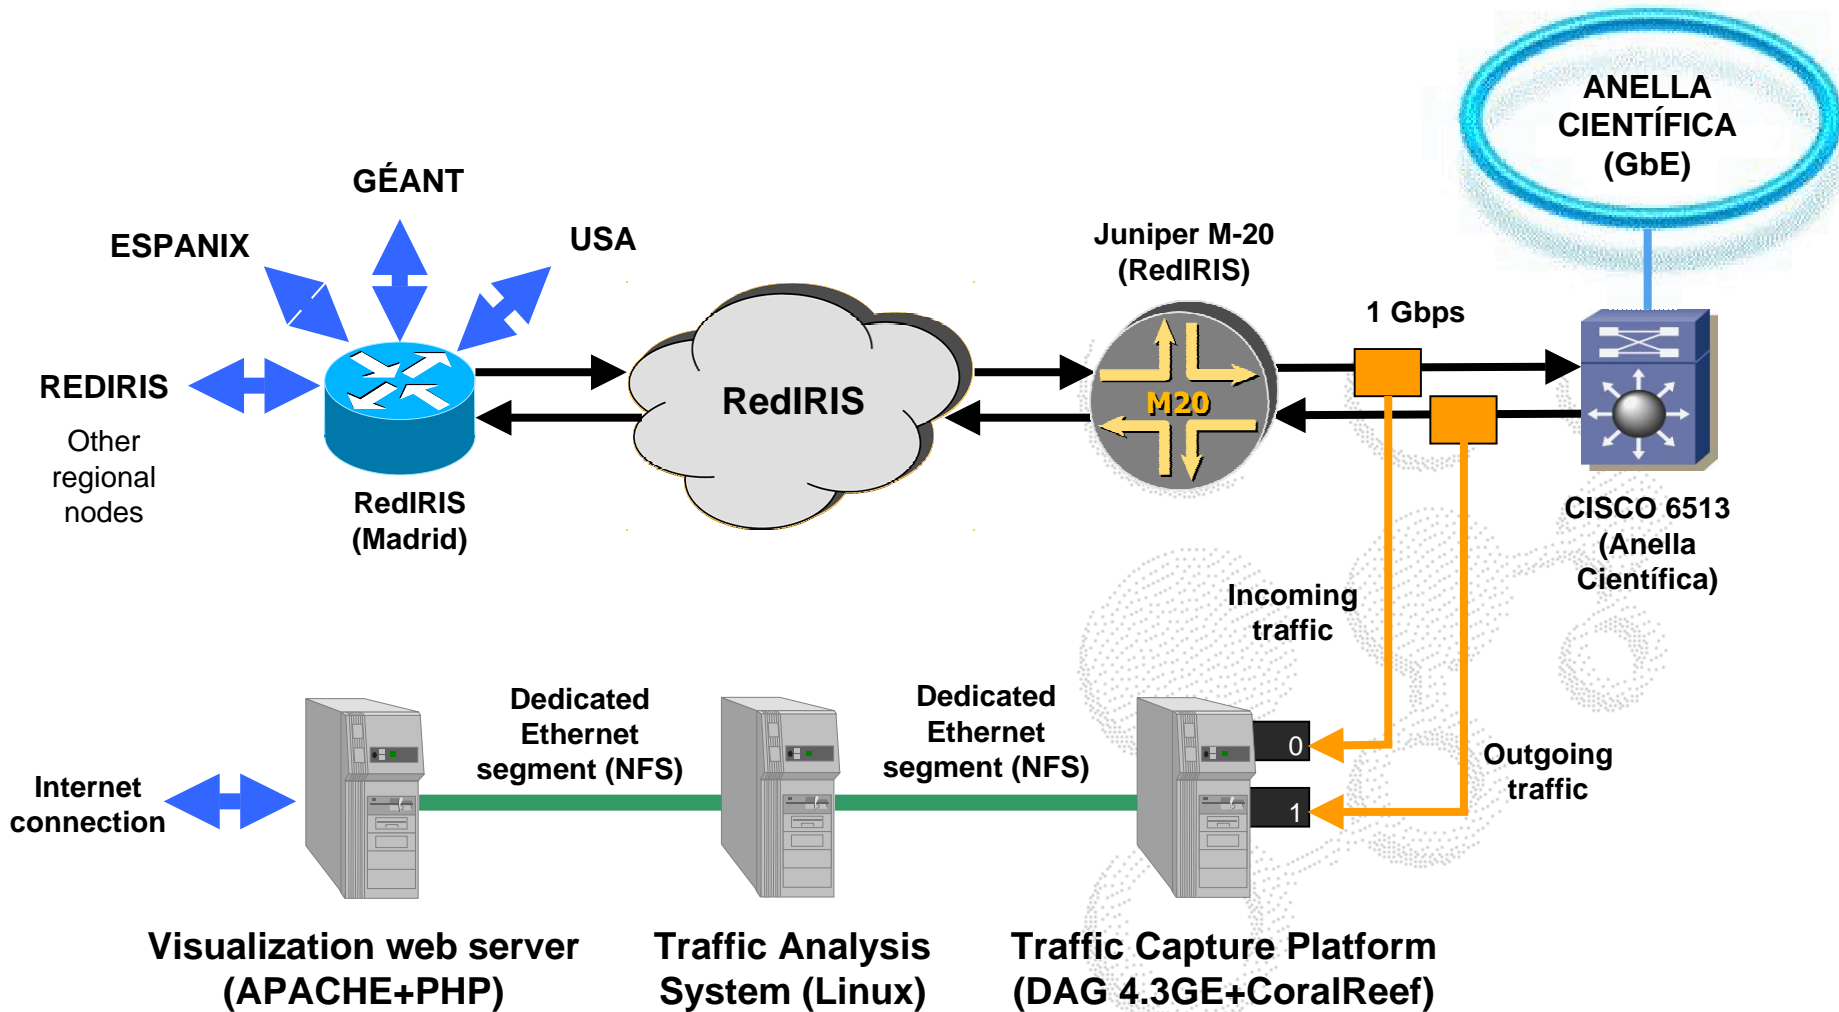 ANELLA
CIENTÍFICA
(GbE)
GÉANT
ESPANIX
USA
Juniper M-20
(RedIRIS)
1 Gbps
REDIRIS
Other
regional
nodes
RedIRIS
M20
RedIRIS
(Madrid)
CISCO 6513
(Anella
Científica)
Incoming
traffic
Dedicated
Ethernet
segment (NFS)
Dedicated
Ethernet
segment (NFS)
0
Outgoing
traffic
Internet
connection
1
Visualization web server
(APACHE+PHP)
Traffic Analysis
System (Linux)
Traffic Capture Platform
(DAG 4.3GE+CoralReef)